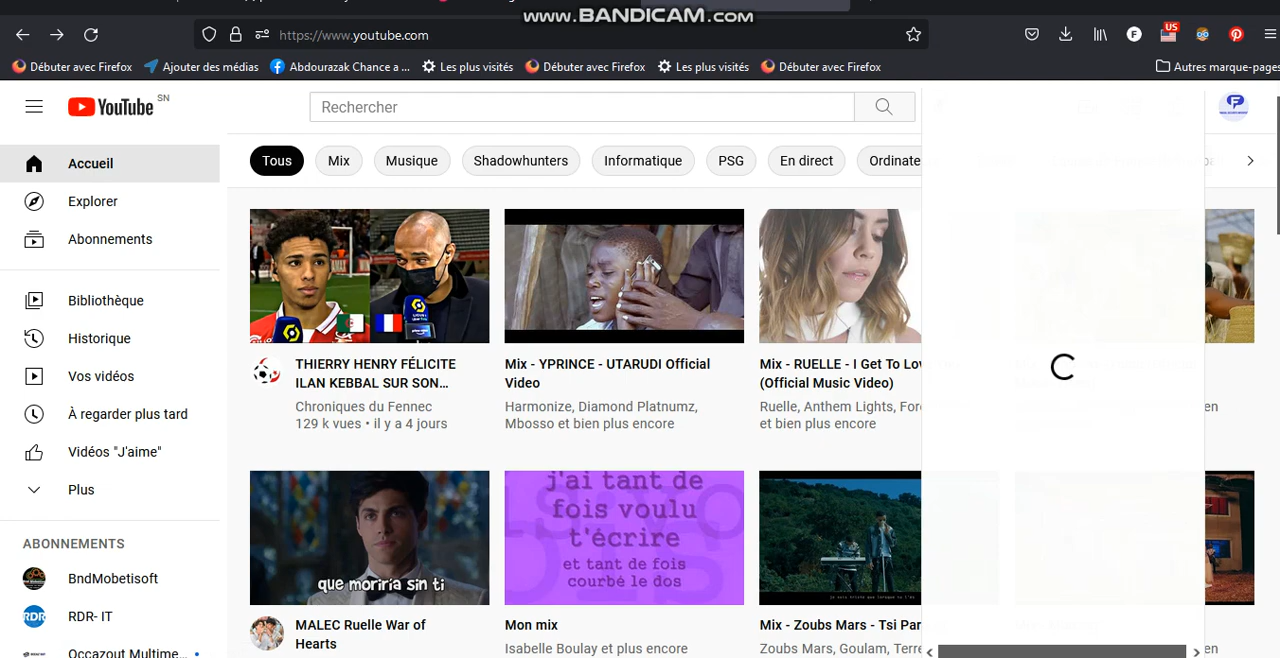 www.BANDICAM.com
https://www.youtube.com
US
Débuter avec Firefox
Ajouter des médias
Abdourazak Chance a ...
Les plus visités
Débuter avec Firefox
Les plus visités
Débuter avec Firefox
Autres marque-pages
YouTube SN
Rechercher
Tous
Mix
Musique
Shadowhunters
Informatique
PSG
En direct
Ordinate
Accueil
Explorer
Abonnements
Bibliothèque
Historique
Vos vidéos
À regarder plus tard
Vidéos "J'aime"
Plus
ABONNEMENTS
BndMobetisoft
RDR- IT
Occazout Multime...
THIERRY HENRY FÉLICITE
ILAN KEBBAL SUR SON...
Chroniques du Fennec
129 k vues • il y a 4 jours
Mix - YPRINCE - UTARUDI Official
Video
Harmonize, Diamond Platnumz,
Mbosso et bien plus encore
Mix - RUELLE - I Get To Lov
(Official Music Video)
Ruelle, Anthem Lights, For
et bien plus encore
en
que moriría sin ti
j'ai tant de
fois voulu
t'écrire
et tant de fois
courbé le dos
MALEC Ruelle War of
Hearts
Mon mix
Isabelle Boulay et plus encore
Mix - Zoubs Mars - Tsi Par
Zoubs Mars, Goulam, Terre
en